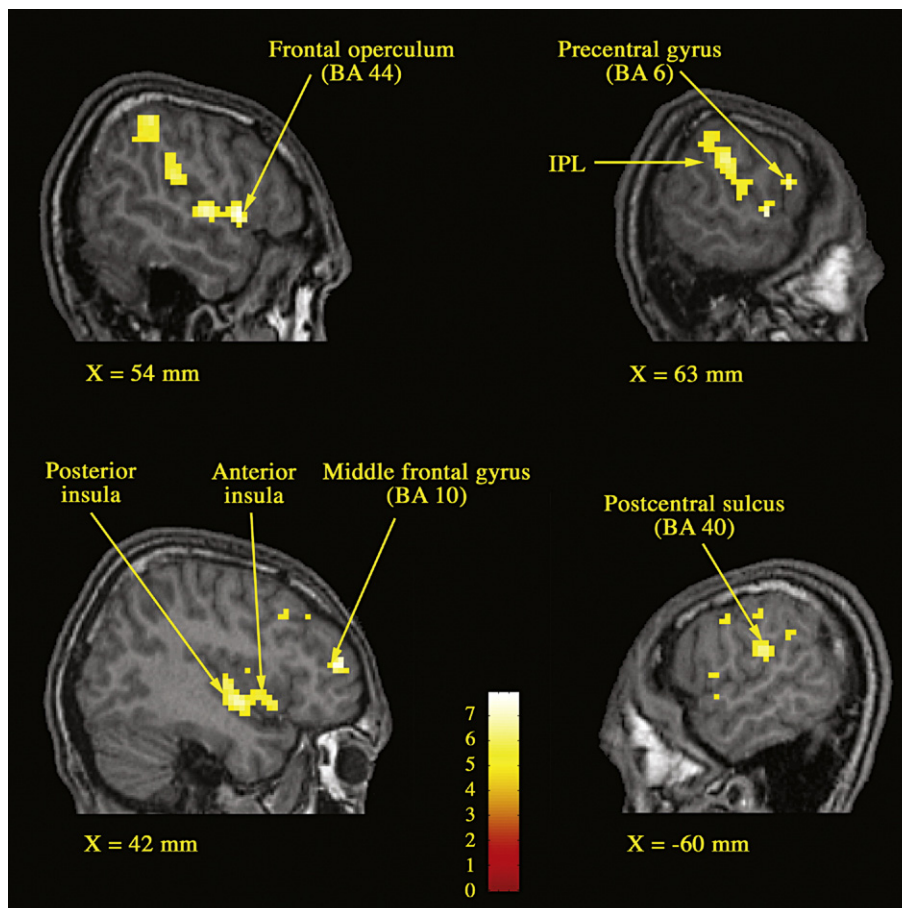 Frontal operculum
(BA 44)
Precentral gyrus
(BA 6)
IPL
X = 54 mm
X = 63 mm
Posterior
insula
Anterior
insula
Middle frontal gyrus
(BA 10)
Postcentral sulcus
(BA 40)
7
6
5
4
3
2
1
0
X = 42 mm
X = -60 mm